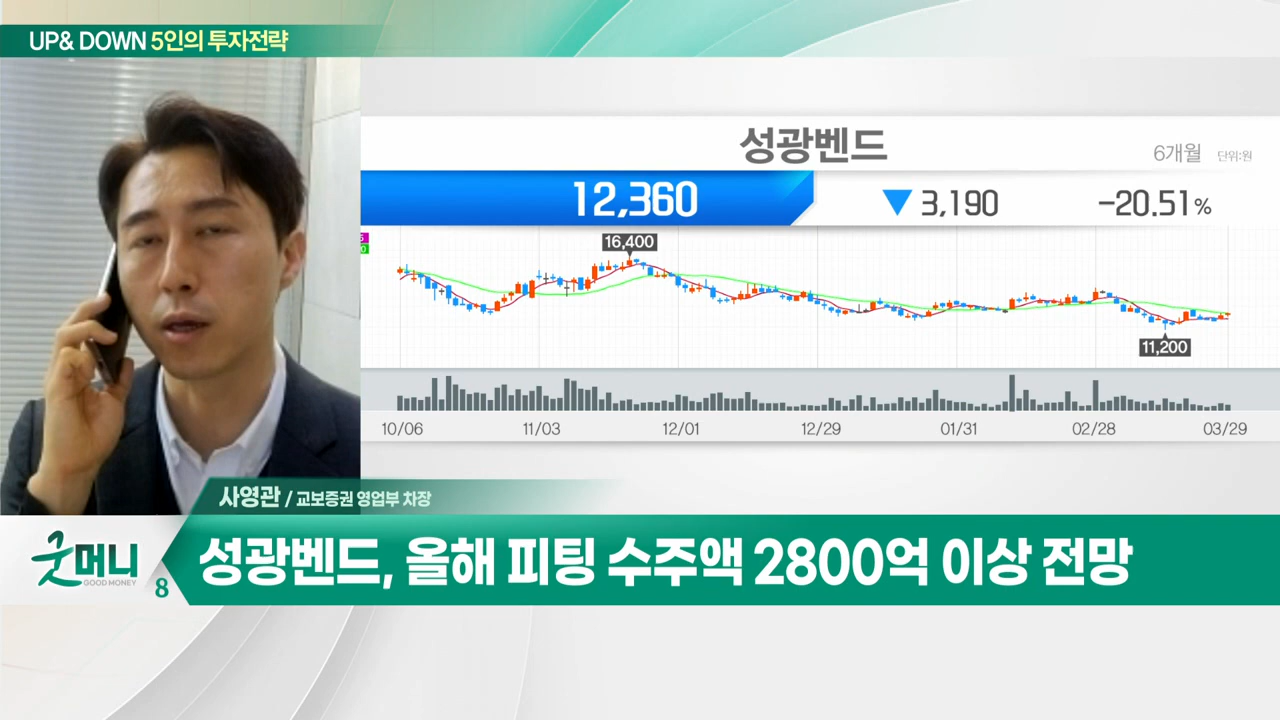 UP& DOWN 5인의 투자전략
성광벤드
6개월 단위:원
12,360 ▼ 3,190 -20.51%
16,400
11,200
10/06 11/03 12/01 12/29 01/31 02/28 03/29
사영관 / 교보증권 영업부 차장
굿머니
GOOD MONEY
8
성광벤드, 올해 피팅 수주액 2800억 이상 전망